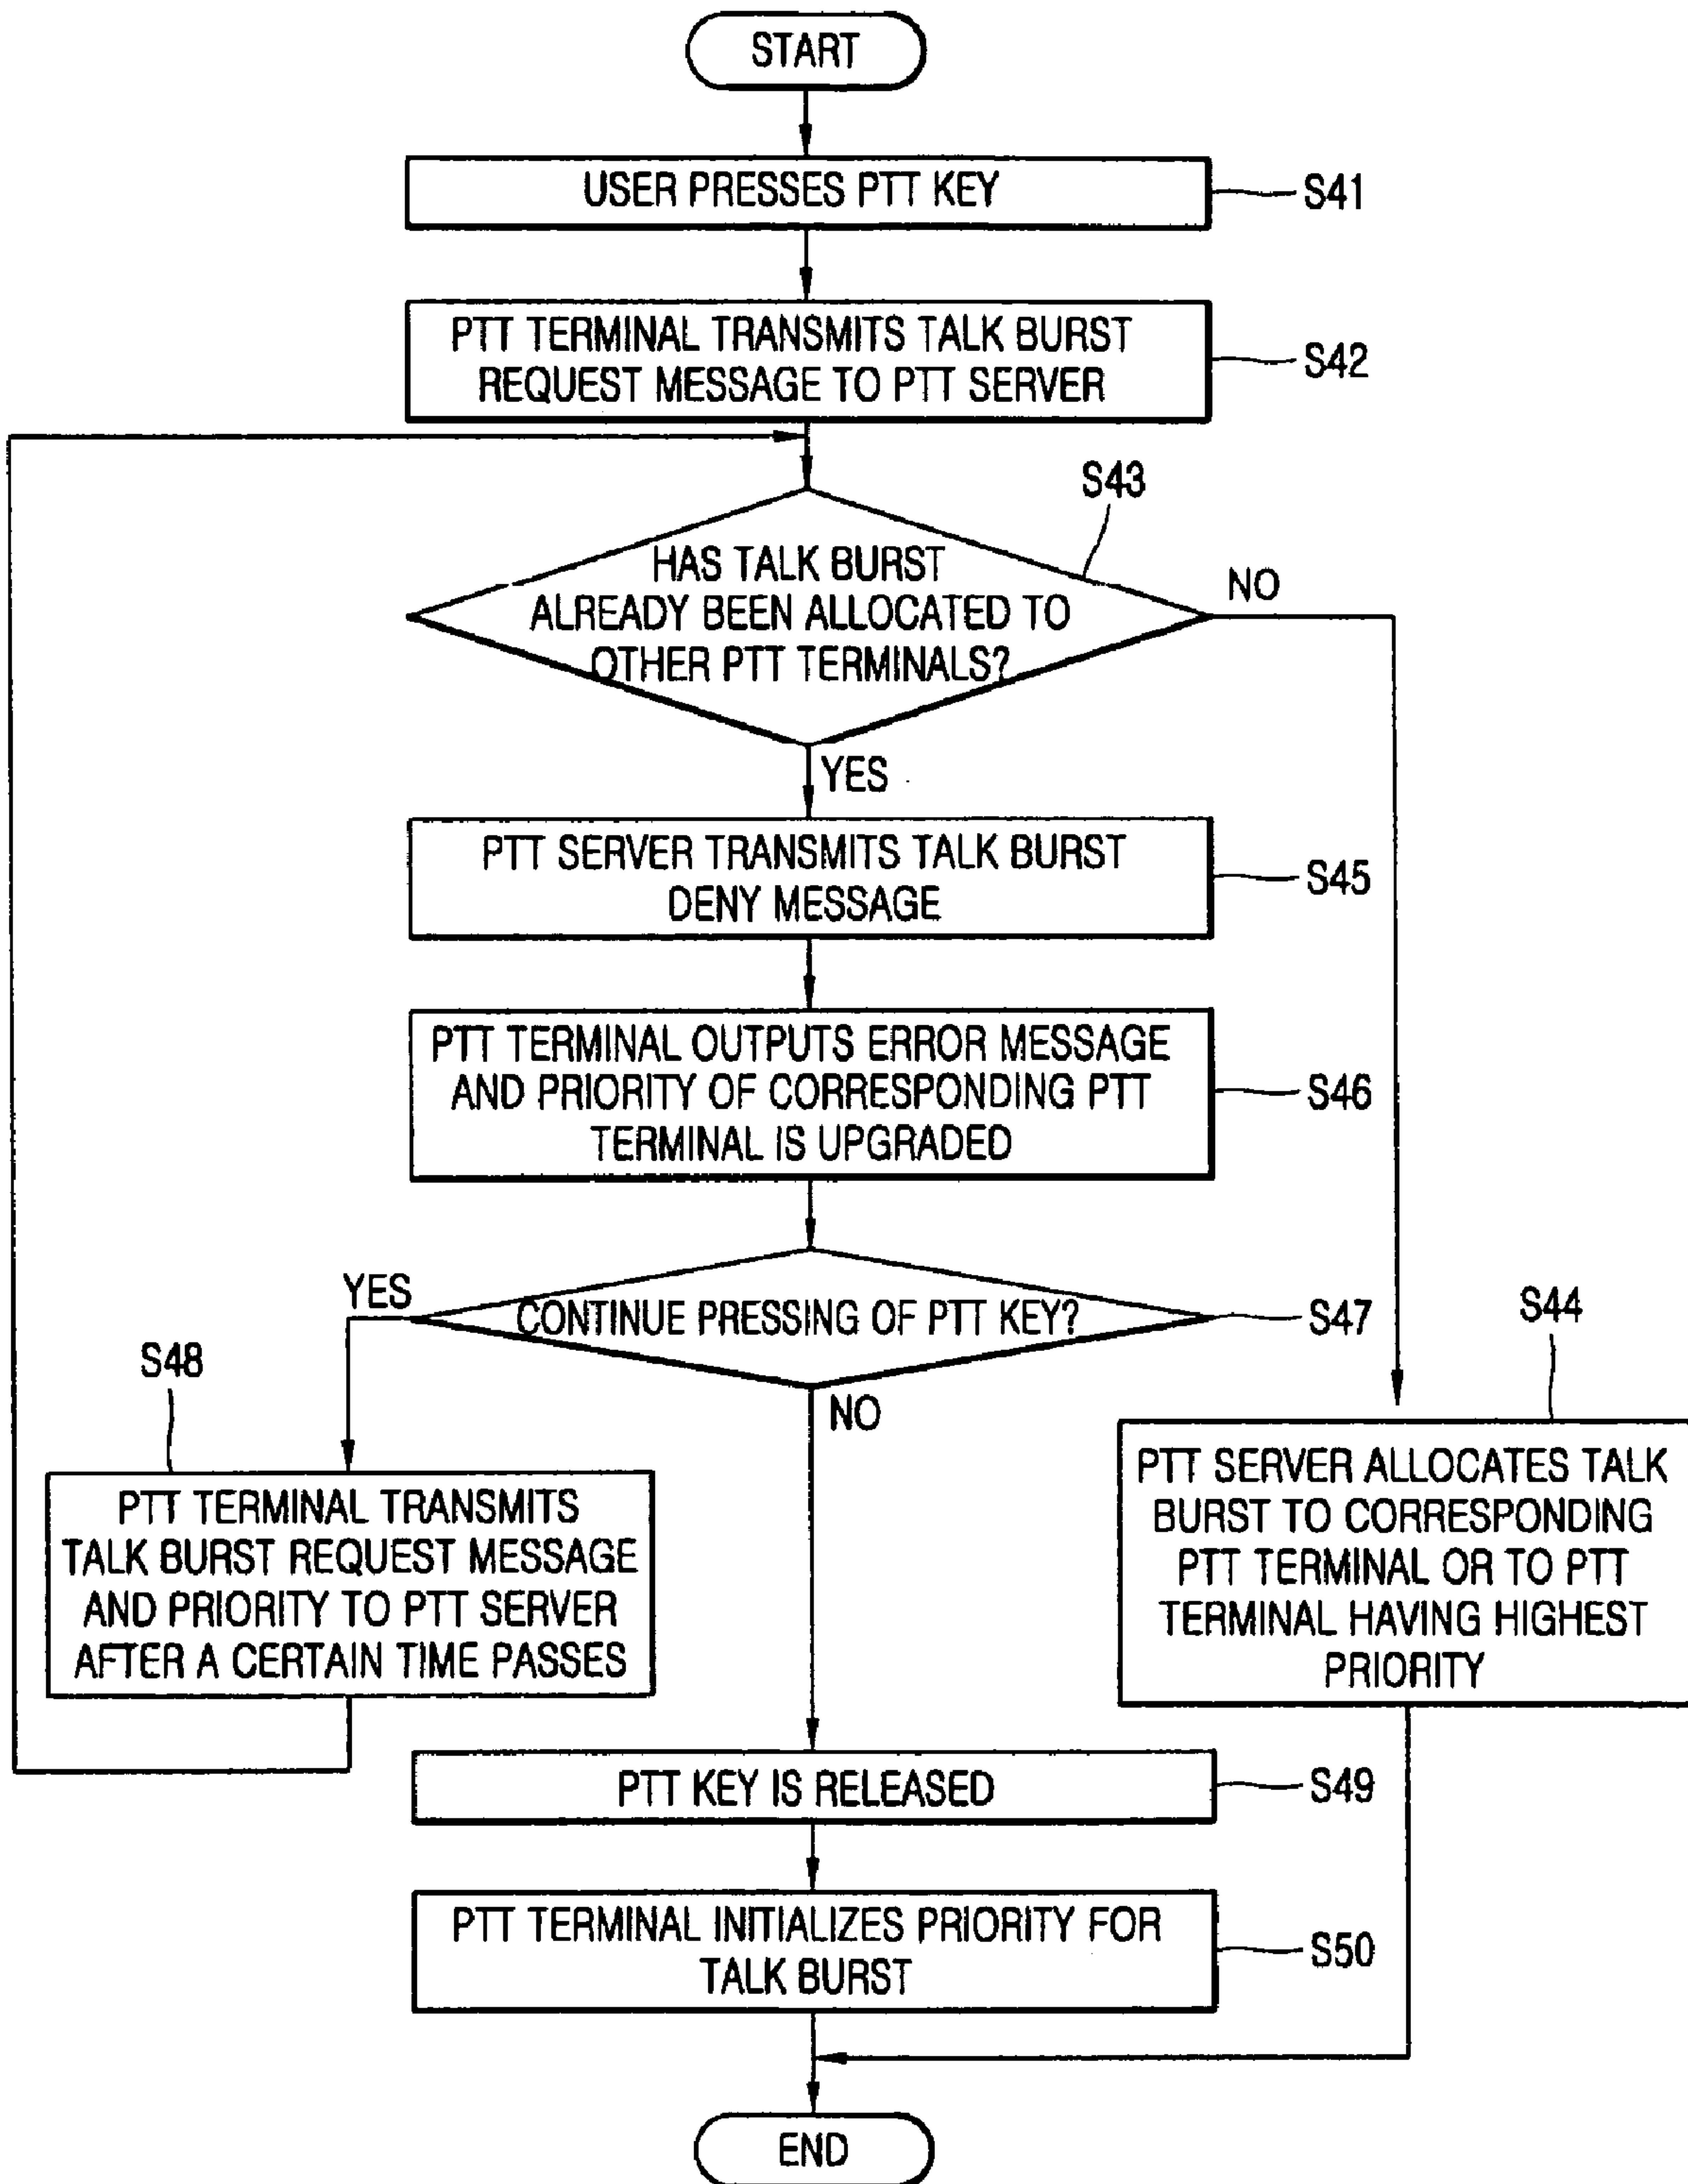 START
USER PRESSES PTT KEY
S41
PTT TERMINAL TRANSMITS TALK BURST
REQUEST MESSAGE TO PTT SERVER
S42
S43
HAS TALK BURST
ALREADY BEEN ALLOCATED TO
OTHER PTT TERMINALS?
NO
YES
PTT SERVER TRANSMITS TALK BURST
DENY MESSAGE
S45
PTT TERMINAL OUTPUTS ERROR MESSAGE
AND PRIORITY OF CORRESPONDING PTT
TERMINAL IS UPGRADED
S46
YES
CONTINUE PRESSING OF PTT KEY?
S47
NO
S48
PTT TERMINAL TRANSMITS
TALK BURST REQUEST MESSAGE
AND PRIORITY TO PTT SERVER
AFTER A CERTAIN TIME PASSES
S44
PTT SERVER ALLOCATES TALK
BURST TO CORRESPONDING
PTT TERMINAL OR TO PTT
TERMINAL HAVING HIGHEST
PRIORITY
PTT KEY IS RELEASED
S49
PTT TERMINAL INITIALIZES PRIORITY FOR
TALK BURST
S50
END